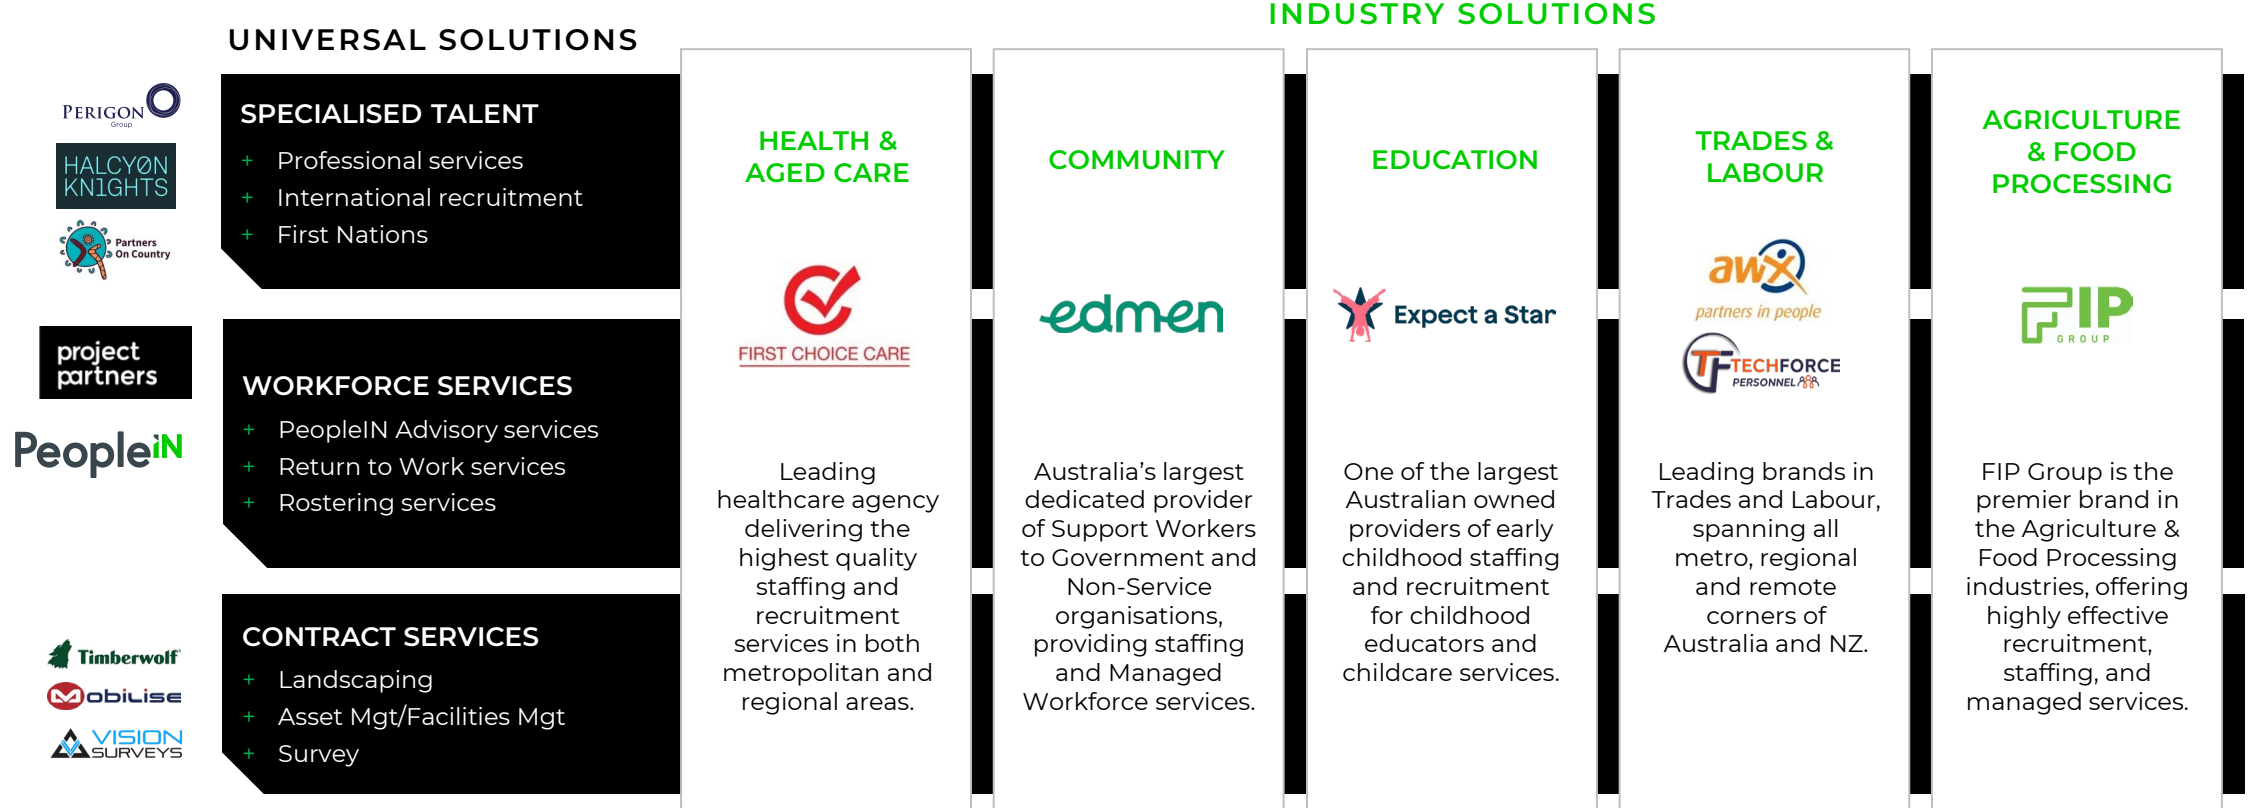 INDUSTRY SOLUTIONS
UNIVERSAL SOLUTIONS
PERIGON
Group
HALCYØN
KN1GHTS
Partners
On Country
SPECIALISED TALENT
+ Professional services
+ International recruitment
+ First Nations
project
partners
PeopleiN
WORKFORCE SERVICES
+ PeopleIN Advisory services
+ Return to Work services
+ Rostering services
Timberwolf
MOBILISE
VISION
SURVEYS
CONTRACT SERVICES
+ Landscaping
+ Asset Mgt/Facilities Mgt
+ Survey
HEALTH &
AGED CARE
FIRST CHOICE CARE
Leading
healthcare agency
delivering the
highest quality
staffing and
recruitment
services in both
metropolitan and
regional areas.
COMMUNITY
edmen
Australia’s largest
dedicated provider
of Support Workers
to Government and
Non-Service
organisations,
providing staffing
and Managed
Workforce services.
EDUCATION
Expect a Star
One of the largest
Australian owned
providers of early
childhood staffing
and recruitment
for childhood
educators and
childcare services.
TRADES &
LABOUR
awx
partners in people
TF TECHFORCE
PERSONNEL
Leading brands in
Trades and Labour,
spanning all
metro, regional
and remote
corners of
Australia and NZ.
AGRICULTURE
& FOOD
PROCESSING
FIP
GROUP
FIP Group is the
premier brand in
the Agriculture &
Food Processing
industries, offering
highly effective
recruitment,
staffing, and
managed services.